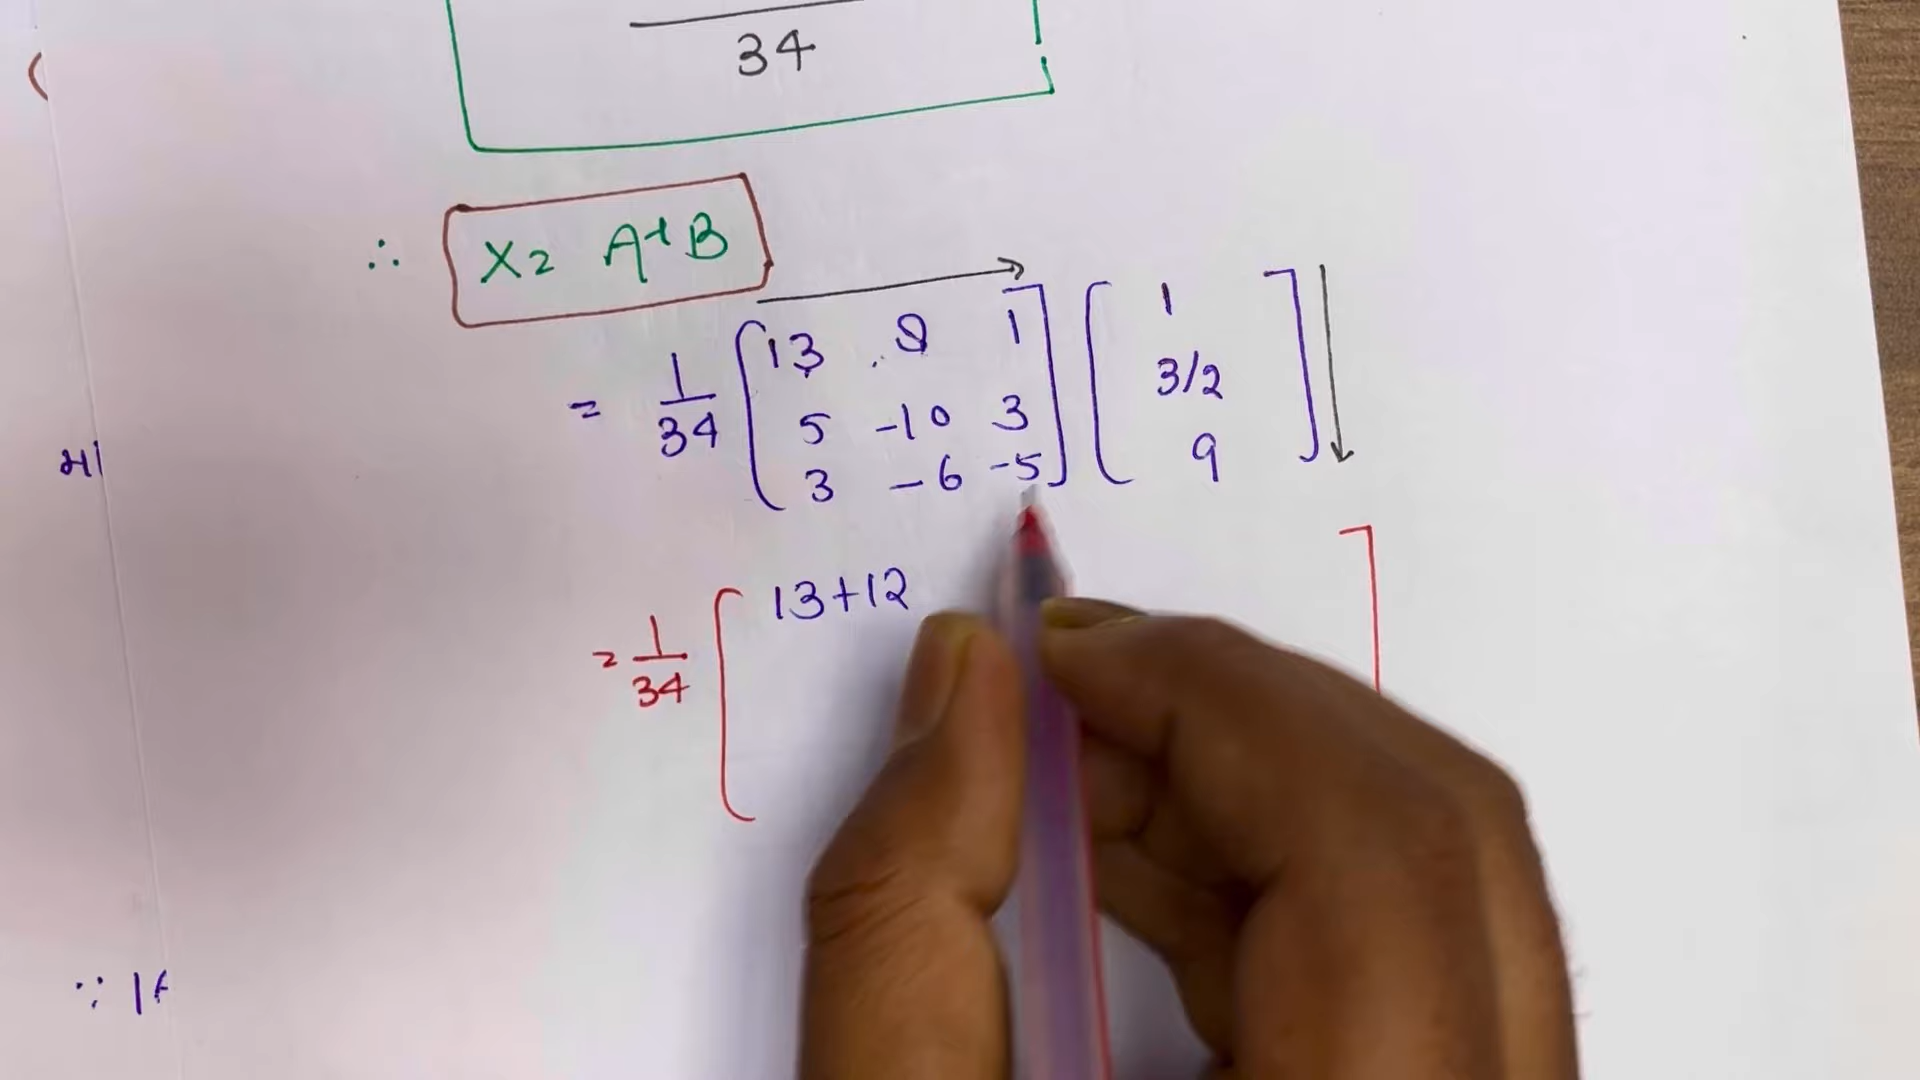 34
∴ X = A⁻¹B
= 1/34 [ 13 8 1 ] [ 1 ]
[ 5 -10 3 ] [ 3/2 ]
[ 3 -6 -5 ] [ 9 ]
= 1/34 [ 13+12 ]
∵ 1